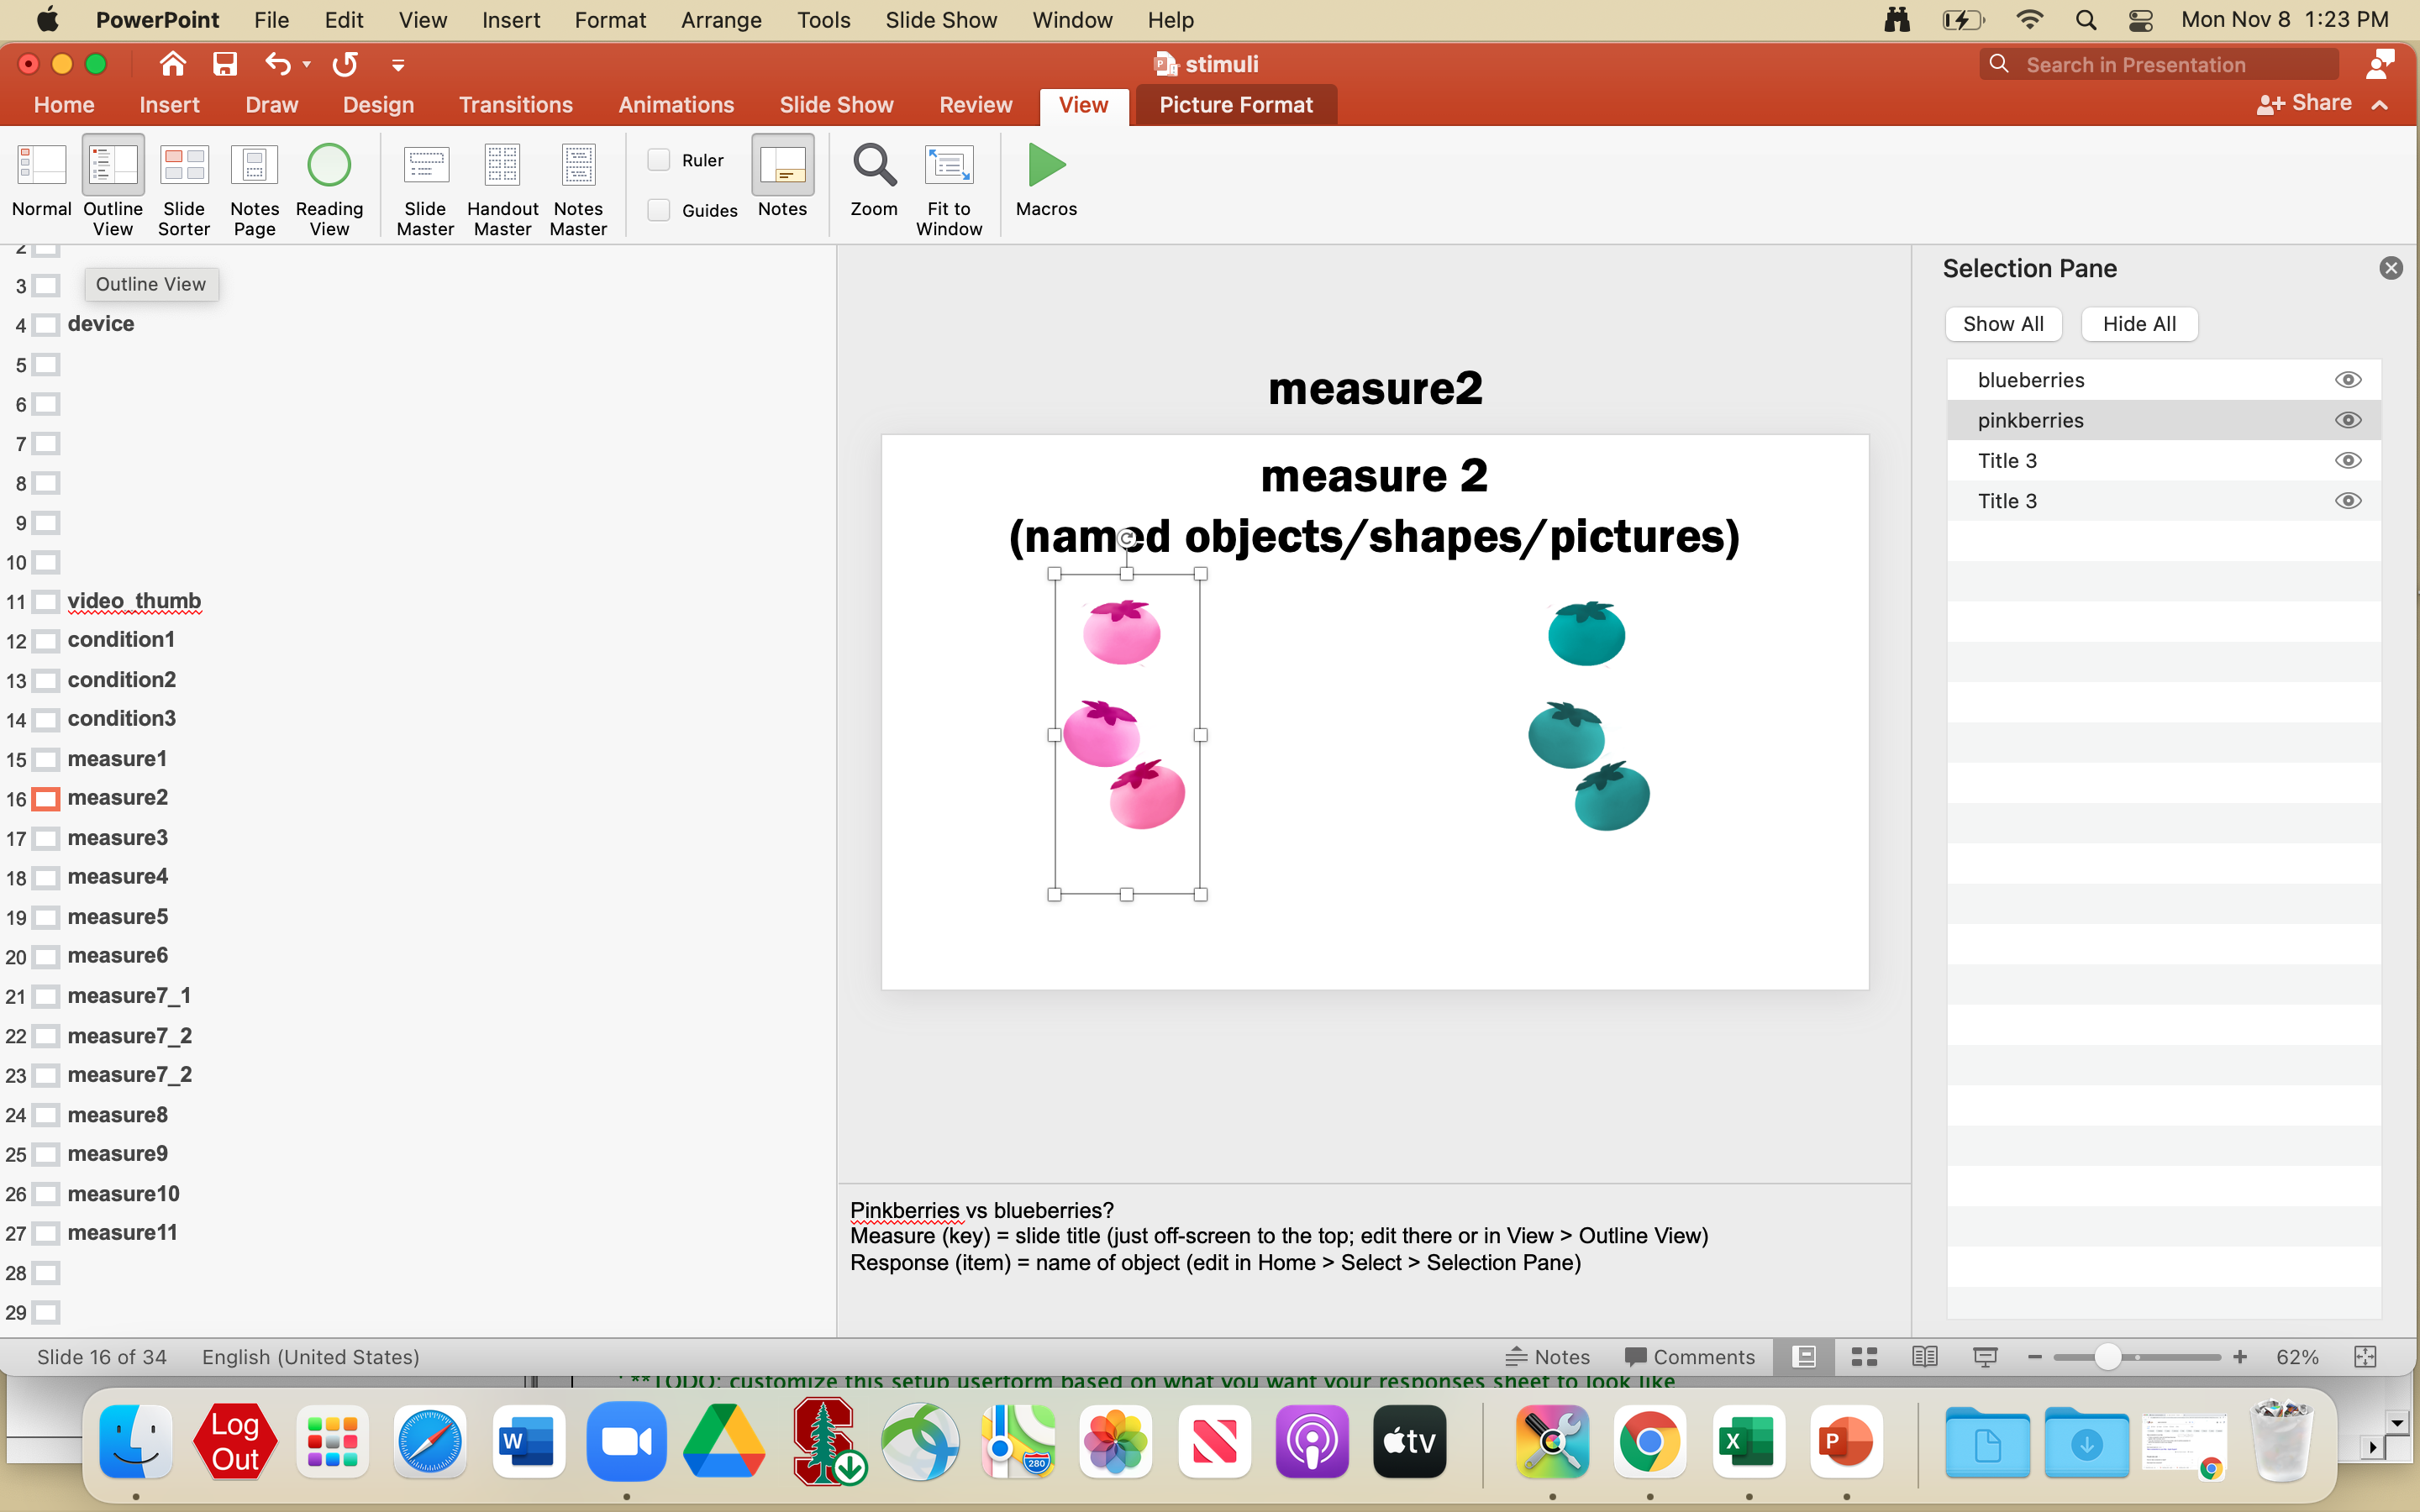 PowerPoint File Edit View Insert Format Arrange Tools Slide Show Window Help Mon Nov 8 1:23 PM
stimuli
Search in Presentation
Home Insert Draw Design Transitions Animations Slide Show Review View Picture Format Share
Normal
Outline View
Slide Sorter
Notes Page
Reading View
Slide Master
Handout Master
Notes Master
Ruler
Guides
Notes
Zoom
Fit to Window
Macros
2
3
Outline View
4 device
5
6
7
8
9
10
11 video_thumb
12 condition1
13 condition2
14 condition3
15 measure1
16 measure2
17 measure3
18 measure4
19 measure5
20 measure6
21 measure7_1
22 measure7_2
23 measure7_2
24 measure8
25 measure9
26 measure10
27 measure11
28
29
measure2
measure 2
(named objects/shapes/pictures)
Pinkberries vs blueberries?
Measure (key) = slide title (just off-screen to the top; edit there or in View > Outline View)
Response (item) = name of object (edit in Home > Select > Selection Pane)
Selection Pane
Show All Hide All
blueberries
pinkberries
Title 3
Title 3
Slide 16 of 34 English (United States) Notes Comments 62%
**TODO: customize this setup userform based on what you want your responses sheet to look like
Log Out
W
280
tv
X
P